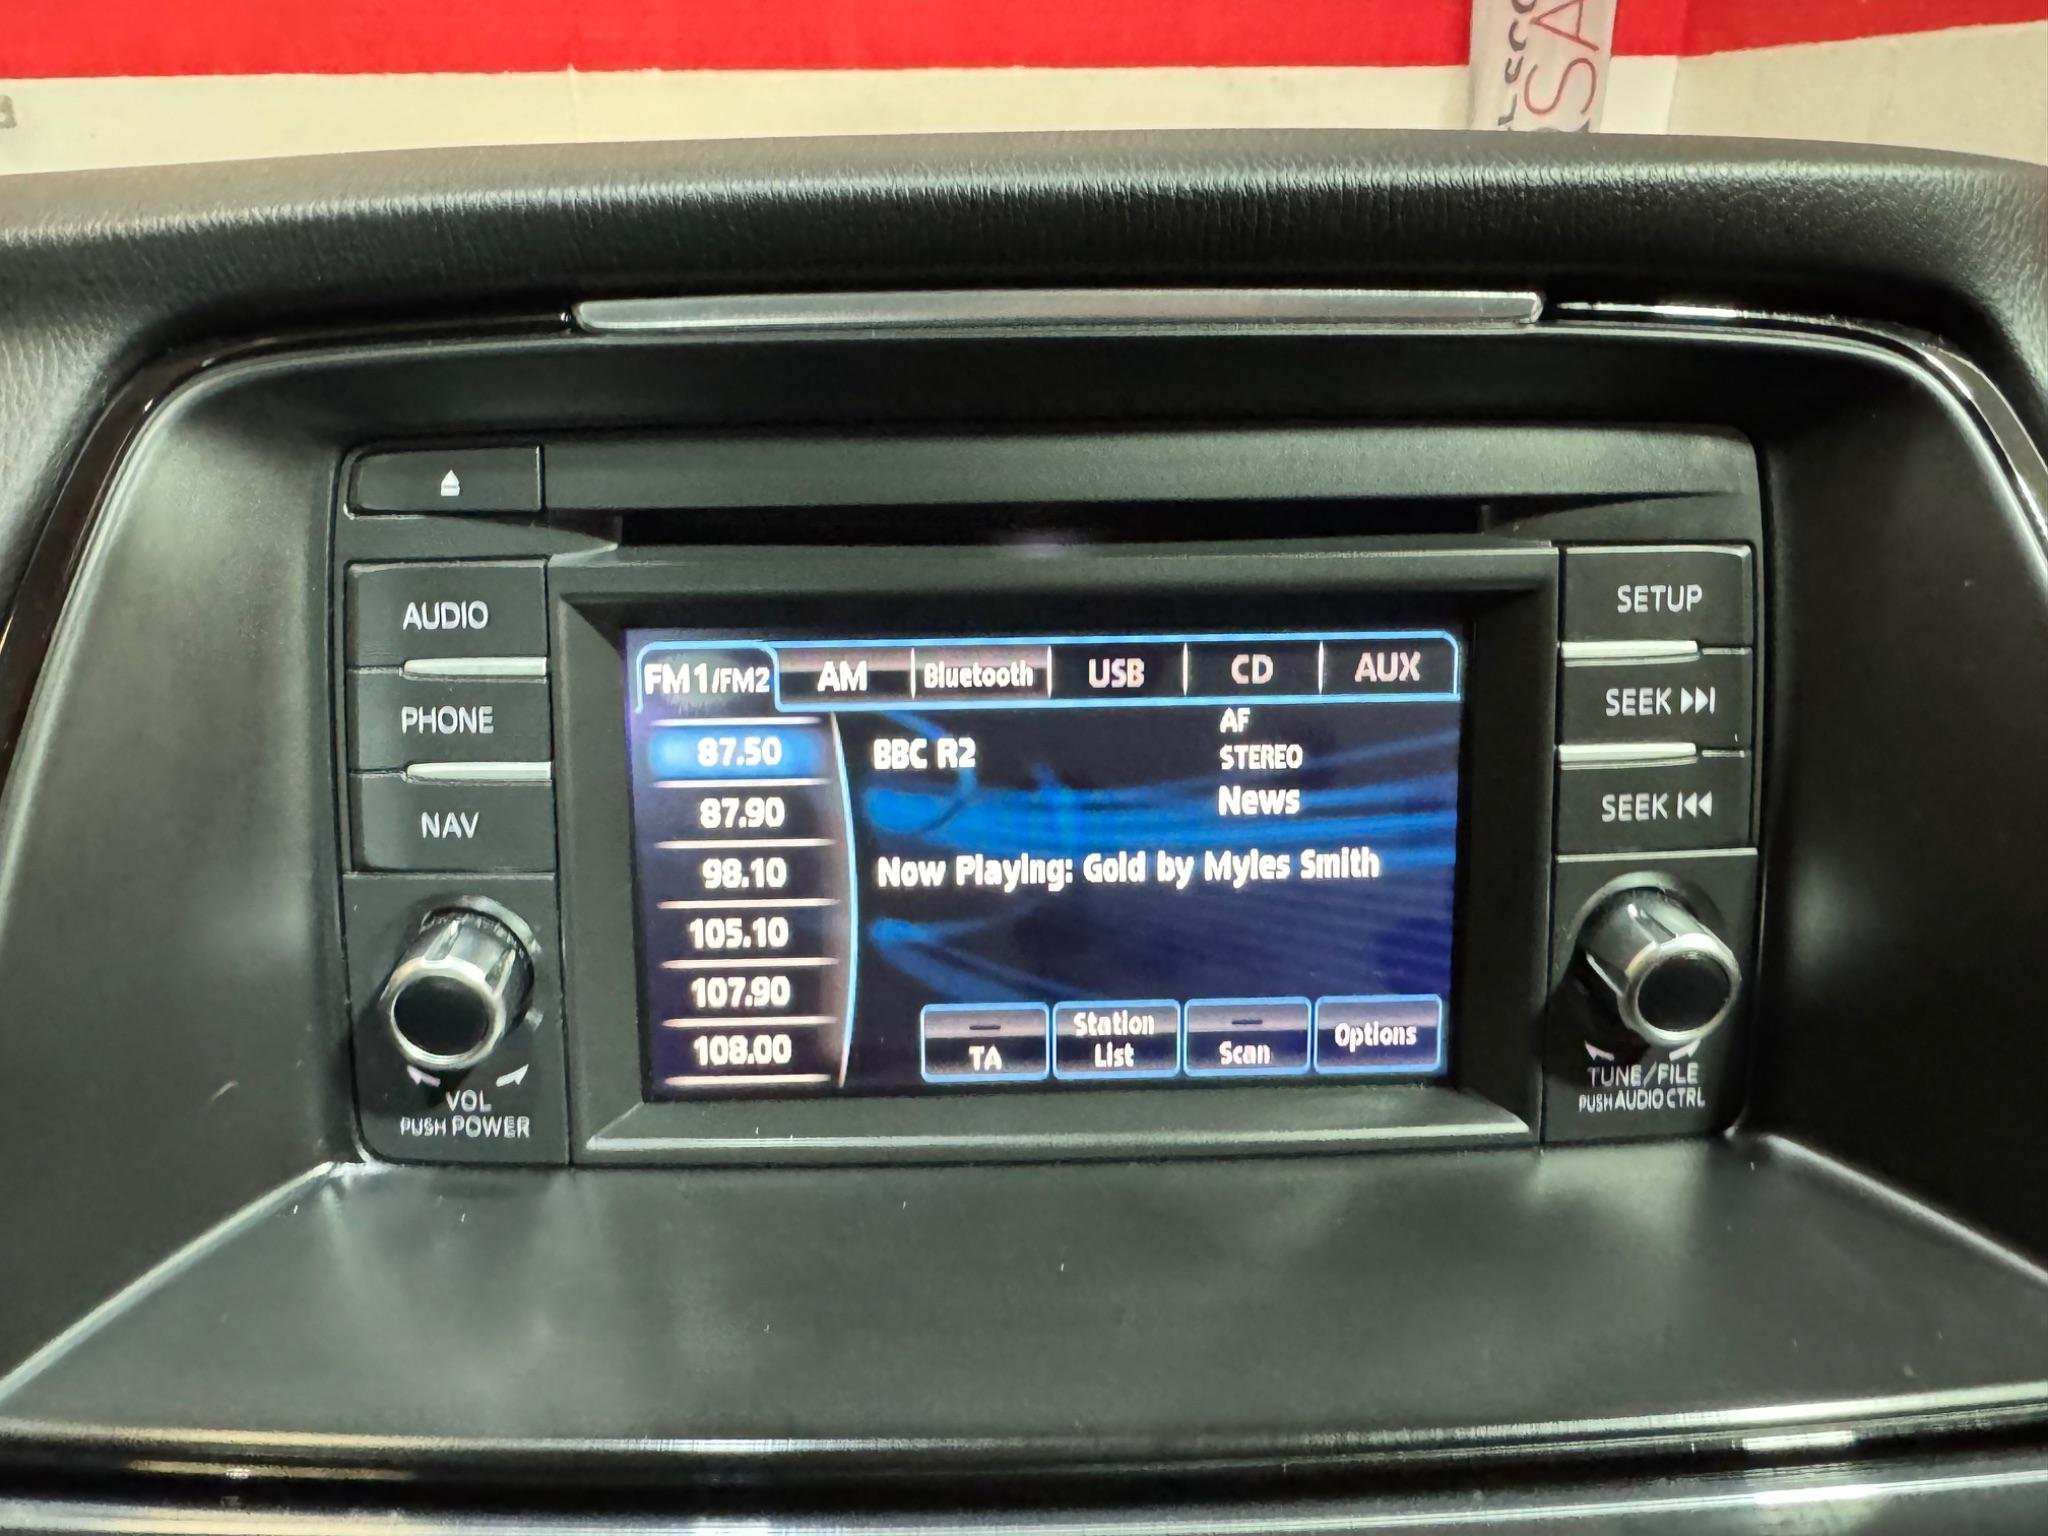 SA
AUDIO
PHONE
NAV
VOL
PUSH POWER
FM1/FM2
AM
Bluetooth
USB
CD
AUX
87.50
87.90
98.10
105.10
107.90
108.00
BBC R2
AF
STEREO
News
Now Playing: Gold by Myles Smith
TA
Station
List
Scan
Options
SETUP
SEEK
SEEK
TUNE/FILE
PUSH AUDIO CTRL